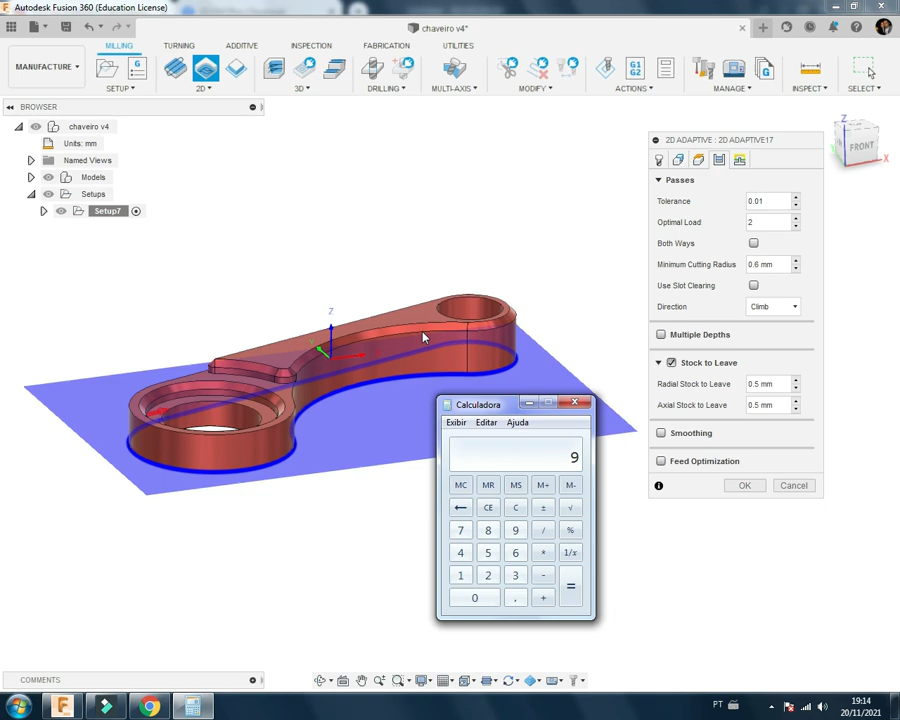 Autodesk Fusion 360 (Education License)
chaveiro v4*
MANUFACTURE
MILLING TURNING ADDITIVE INSPECTION FABRICATION UTILITIES
SETUP 2D 3D DRILLING MULTI-AXIS MODIFY ACTIONS MANAGE INSPECT SELECT
G1
G2
BROWSER
chaveiro v4
Units: mm
Named Views
Models
Setups
Setup7
Z
FRONT
X
2D ADAPTIVE: 2D ADAPTIVE17
Passes
Tolerance 0.01
Optimal Load 2
Both Ways
Minimum Cutting Radius 0.6 mm
Use Slot Clearing
Direction Climb
Multiple Depths
Stock to Leave
Radial Stock to Leave 0.5 mm
Axial Stock to Leave 0.5 mm
Smoothing
Feed Optimization
OK Cancel
Z
Calculadora
Exibir Editar Ajuda
9
MC MR MS M+ M-
← CE C ± √
7 8 9 / %
4 5 6 * 1/x
1 2 3 - =
0 , +
COMMENTS
PT
19:14
20/11/2021